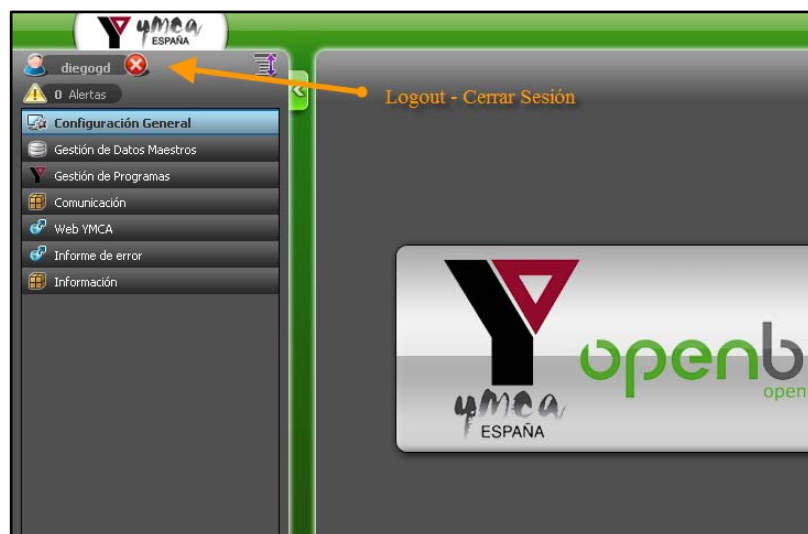 ymca
ESPAÑA
diegogd
0 Alertas
Logout - Cerrar Sesión
Configuración General
Gestión de Datos Maestros
Gestión de Programas
Comunicación
Web YMCA
Informe de error
Información
openb
open
ymca
ESPAÑA